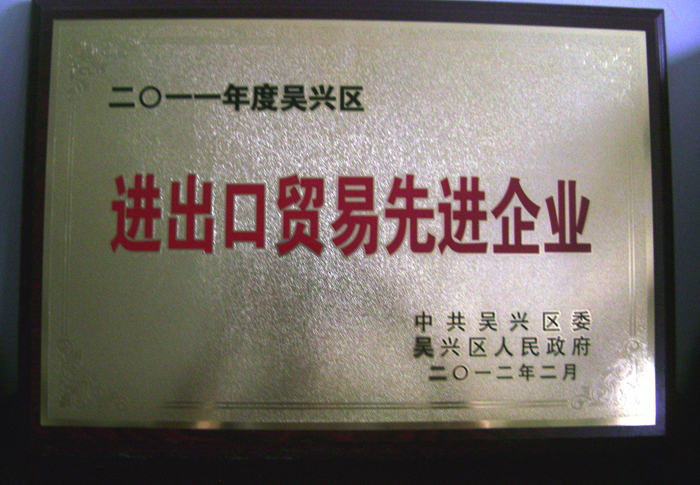 二〇一一年度吴兴区
进出口贸易先进企业
中共吴兴区委
吴兴区人民政府
二〇一二年二月